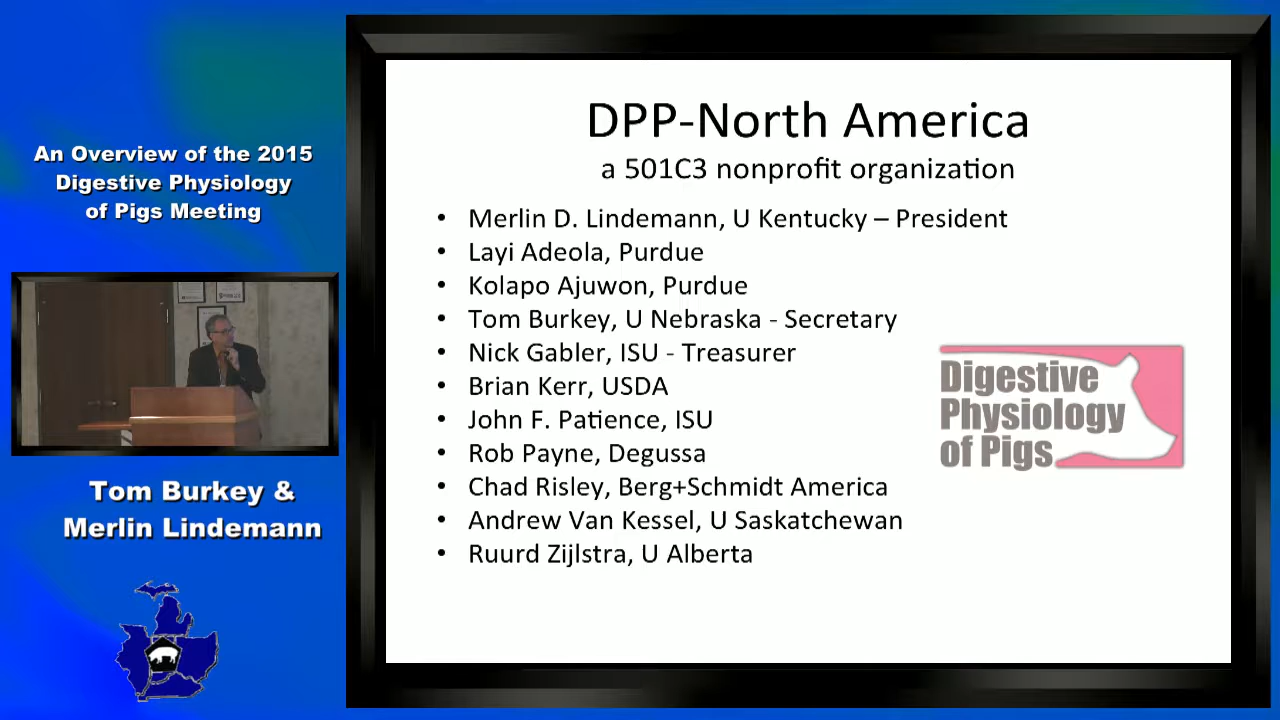 An Overview of the 2015
Digestive Physiology
of Pigs Meeting
Tom Burkey &
Merlin Lindemann
DPP-North America
a 501C3 nonprofit organization
• Merlin D. Lindemann, U Kentucky – President
• Layi Adeola, Purdue
• Kolapo Ajuwon, Purdue
• Tom Burkey, U Nebraska - Secretary
• Nick Gabler, ISU - Treasurer
• Brian Kerr, USDA
• John F. Patience, ISU
• Rob Payne, Degussa
• Chad Risley, Berg+Schmidt America
• Andrew Van Kessel, U Saskatchewan
• Ruurd Zijlstra, U Alberta
Digestive
Physiology
of Pigs